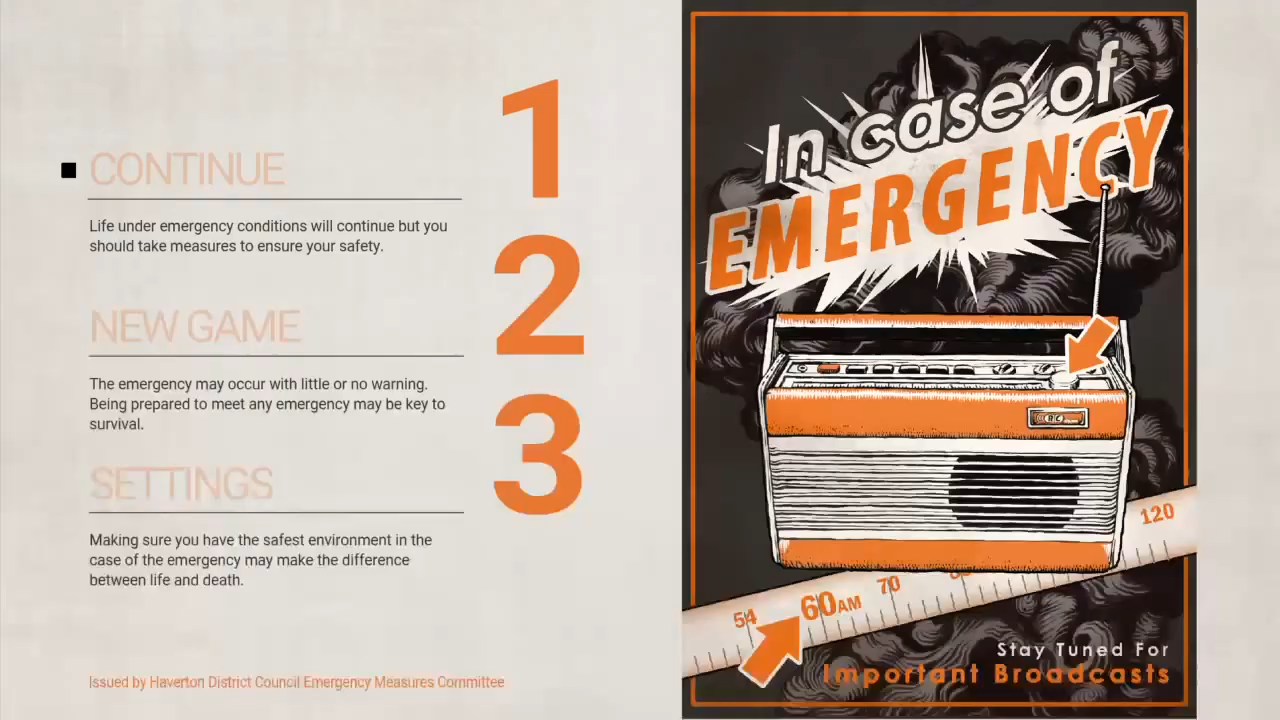 CONTINUE
1
Life under emergency conditions will continue but you
should take measures to ensure your safety.
NEW GAME
2
The emergency may occur with little or no warning.
Being prepared to meet any emergency may be key to
survival.
SETTINGS
3
Making sure you have the safest environment in the
case of the emergency may make the difference
between life and death.
Issued by Haverton District Council Emergency Measures Committee
In case of
EMERGENCY
54 60AM 70 120
Stay Tuned For
Important Broadcasts